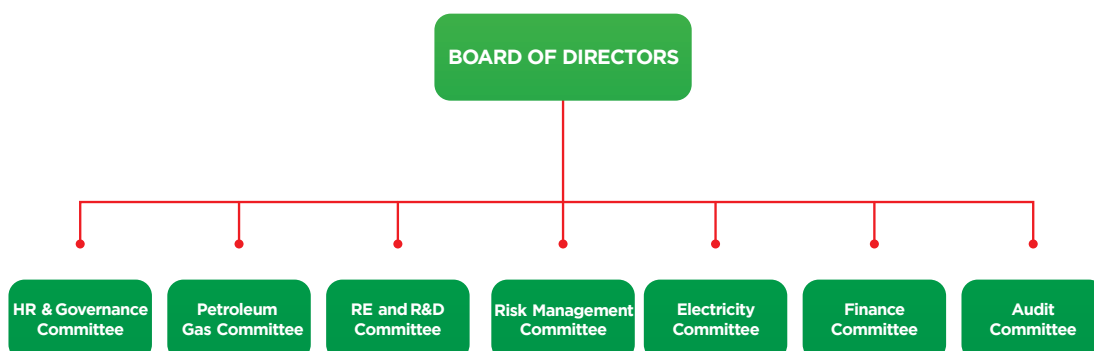 BOARD OF DIRECTORS
HR & Governance
Committee
Petroleum
Gas Committee
RE and R&D
Committee
Risk Management
Committee
Electricity
Committee
Finance
Committee
Audit
Committee